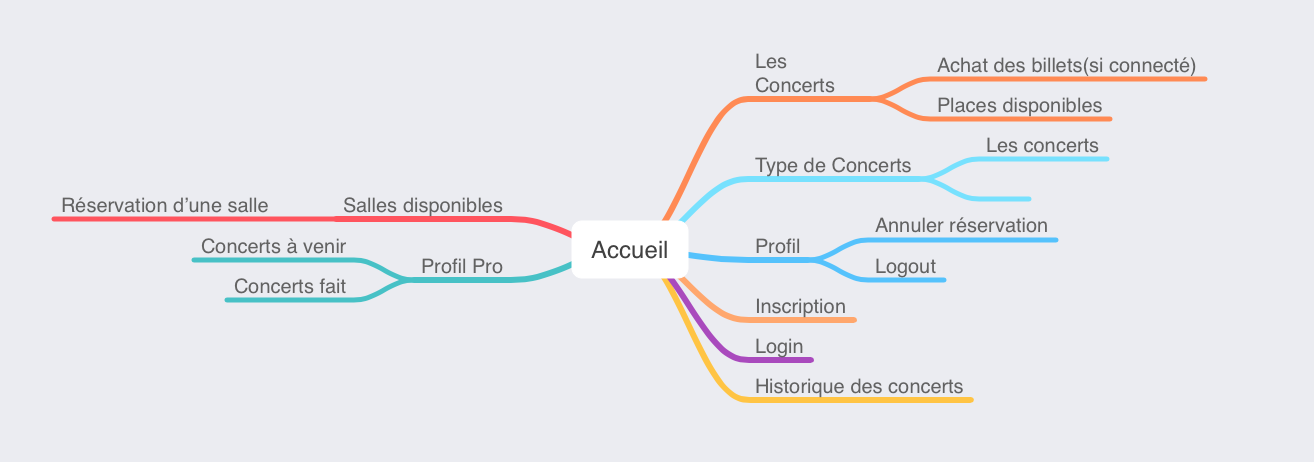 Les
Concerts
Achat des billets(si connecté)
Places disponibles
Type de Concerts
Les concerts
Réservation d’une salle
Salles disponibles
Concerts à venir
Profil Pro
Concerts fait
Accueil
Profil
Annuler réservation
Logout
Inscription
Login
Historique des concerts